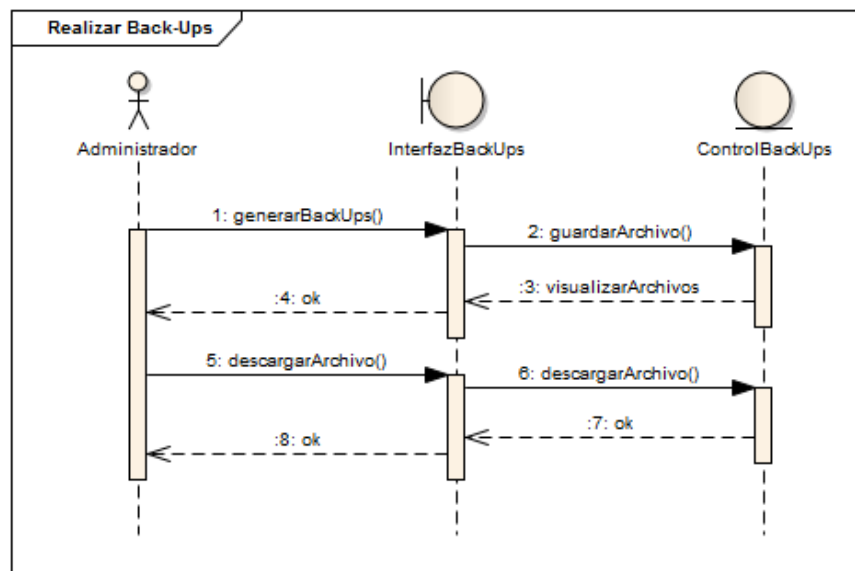 Realizar Back-Ups
Administrador
InterfazBackUps
ControlBackUps
1: generarBackUps()
2: guardarArchivo()
:3: visualizarArchivos
:4: ok
5: descargarArchivo()
6: descargarArchivo()
:7: ok
:8: ok